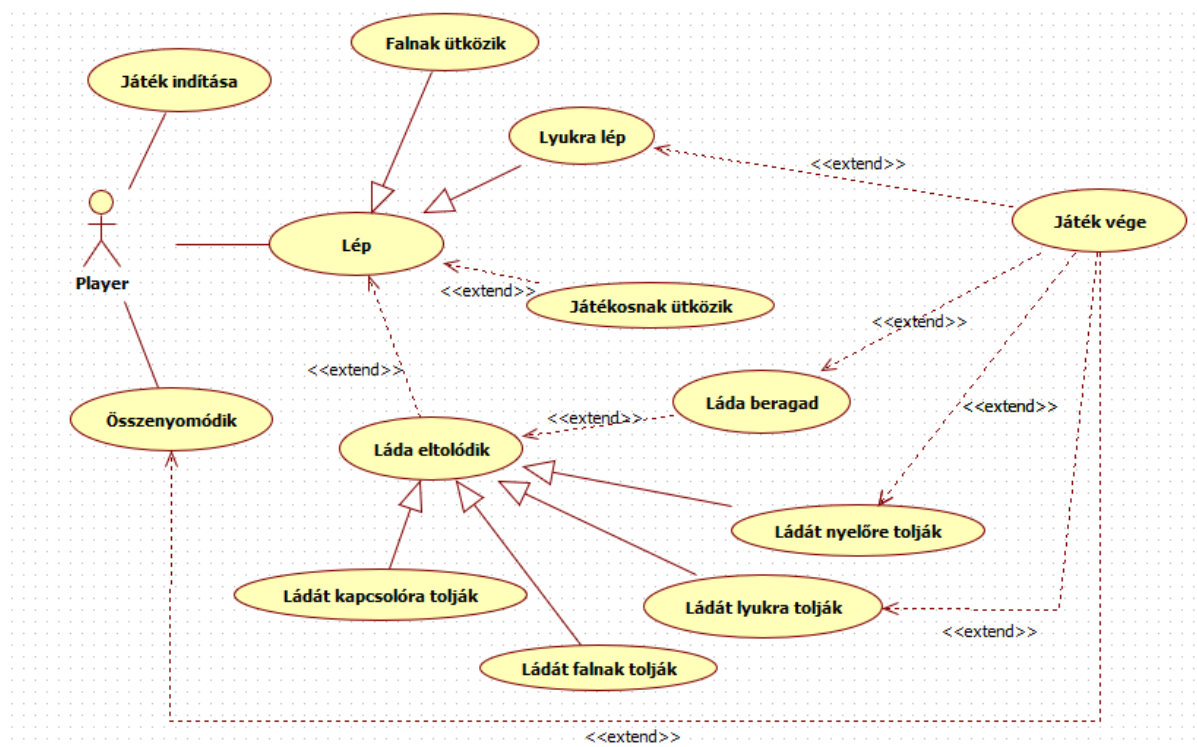 Falnak ütközik
Játék indítása
Lyukra lép
<<extend>>
Játék vége
Lép
Player
<<extend>>
Játékosnak ütközik
<<extend>>
<<extend>>
Láda beragad
<<extend>>
<<extend>>
Összenyomódik
Láda eltolódik
Ládát nyelőre tolják
Ládát kapcsolóra tolják
Ládát lyukra tolják
<<extend>>
Ládát falnak tolják
<<extend>>